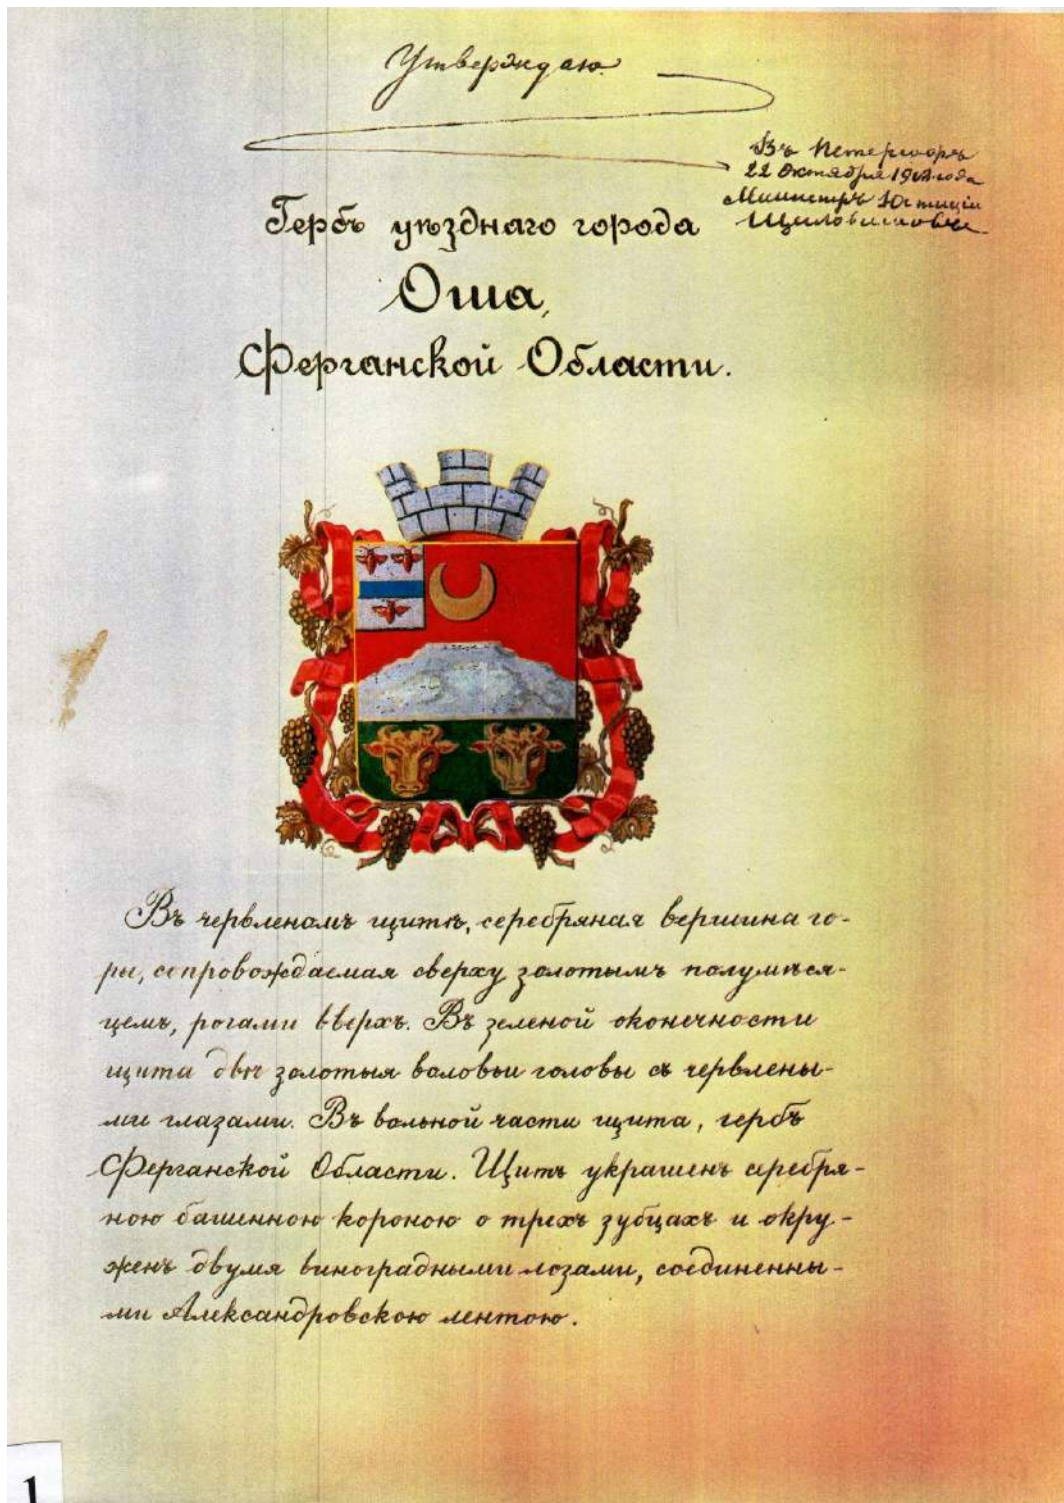 Утверждаю
Въ Петергофѣ
22 Октября 19 года
Министръ Юстиции
Щегловитовъ
Гербъ уѣзднаго города
Оша,
Ферганской Области.
Въ червленомъ щитѣ, серебряная вершина го-
ры, сопровождаемая сверху золотымъ полумѣся-
цемъ, рогами вверхъ. Въ зеленой оконечности
щита двѣ золотыя воловьи головы съ червлены-
ми глазами. Въ вольной части щита, гербъ
Ферганской Области. Щитъ украшенъ серебря-
ною башенною короною о трехъ зубцахъ и окру-
женъ двумя виноградными лозами, соединенны-
ми Александровскою лентою.
1